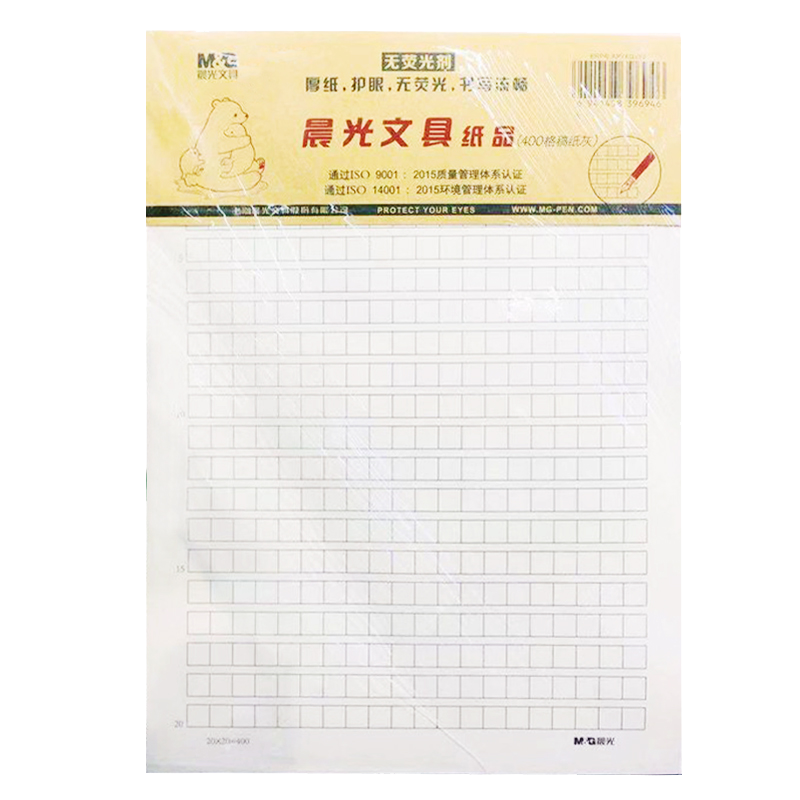 M&G
晨光文具
无荧光剂
厚纸,护眼,无荧光,书写流畅
晨光文具纸品(400格稿纸灰)
通过ISO 9001：2015质量管理体系认证
通过ISO 14001：2015环境管理体系认证
PROTECT YOUR EYES
WWW.MG-PEN.COM
15
20
20X20=400
M&G晨光